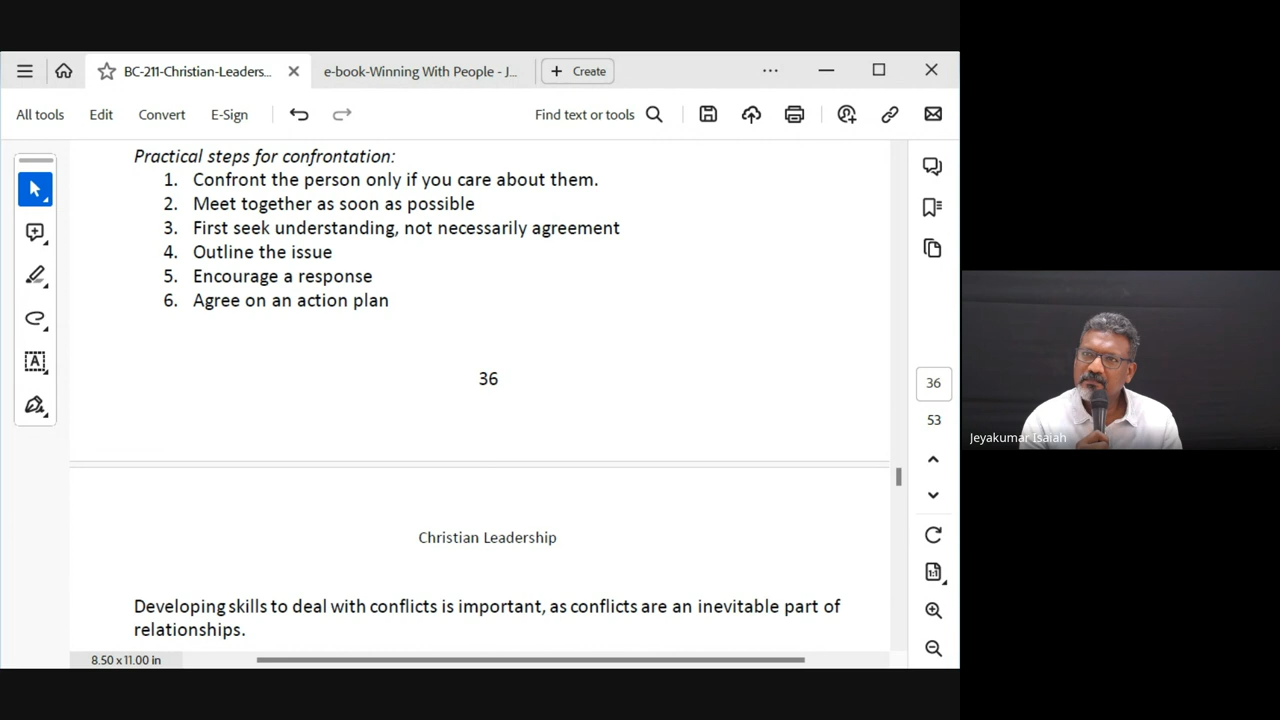 BC-211-Christian-Leaders...
e-book-Winning With People - J...
Create
All tools
Edit
Convert
E-Sign
Find text or tools
Practical steps for confrontation:
1. Confront the person only if you care about them.
2. Meet together as soon as possible
3. First seek understanding, not necessarily agreement
4. Outline the issue
5. Encourage a response
6. Agree on an action plan
36
36
53
Christian Leadership
Developing skills to deal with conflicts is important, as conflicts are an inevitable part of
relationships.
8.50 x 11.00 in
Jeyakumar Isaiah